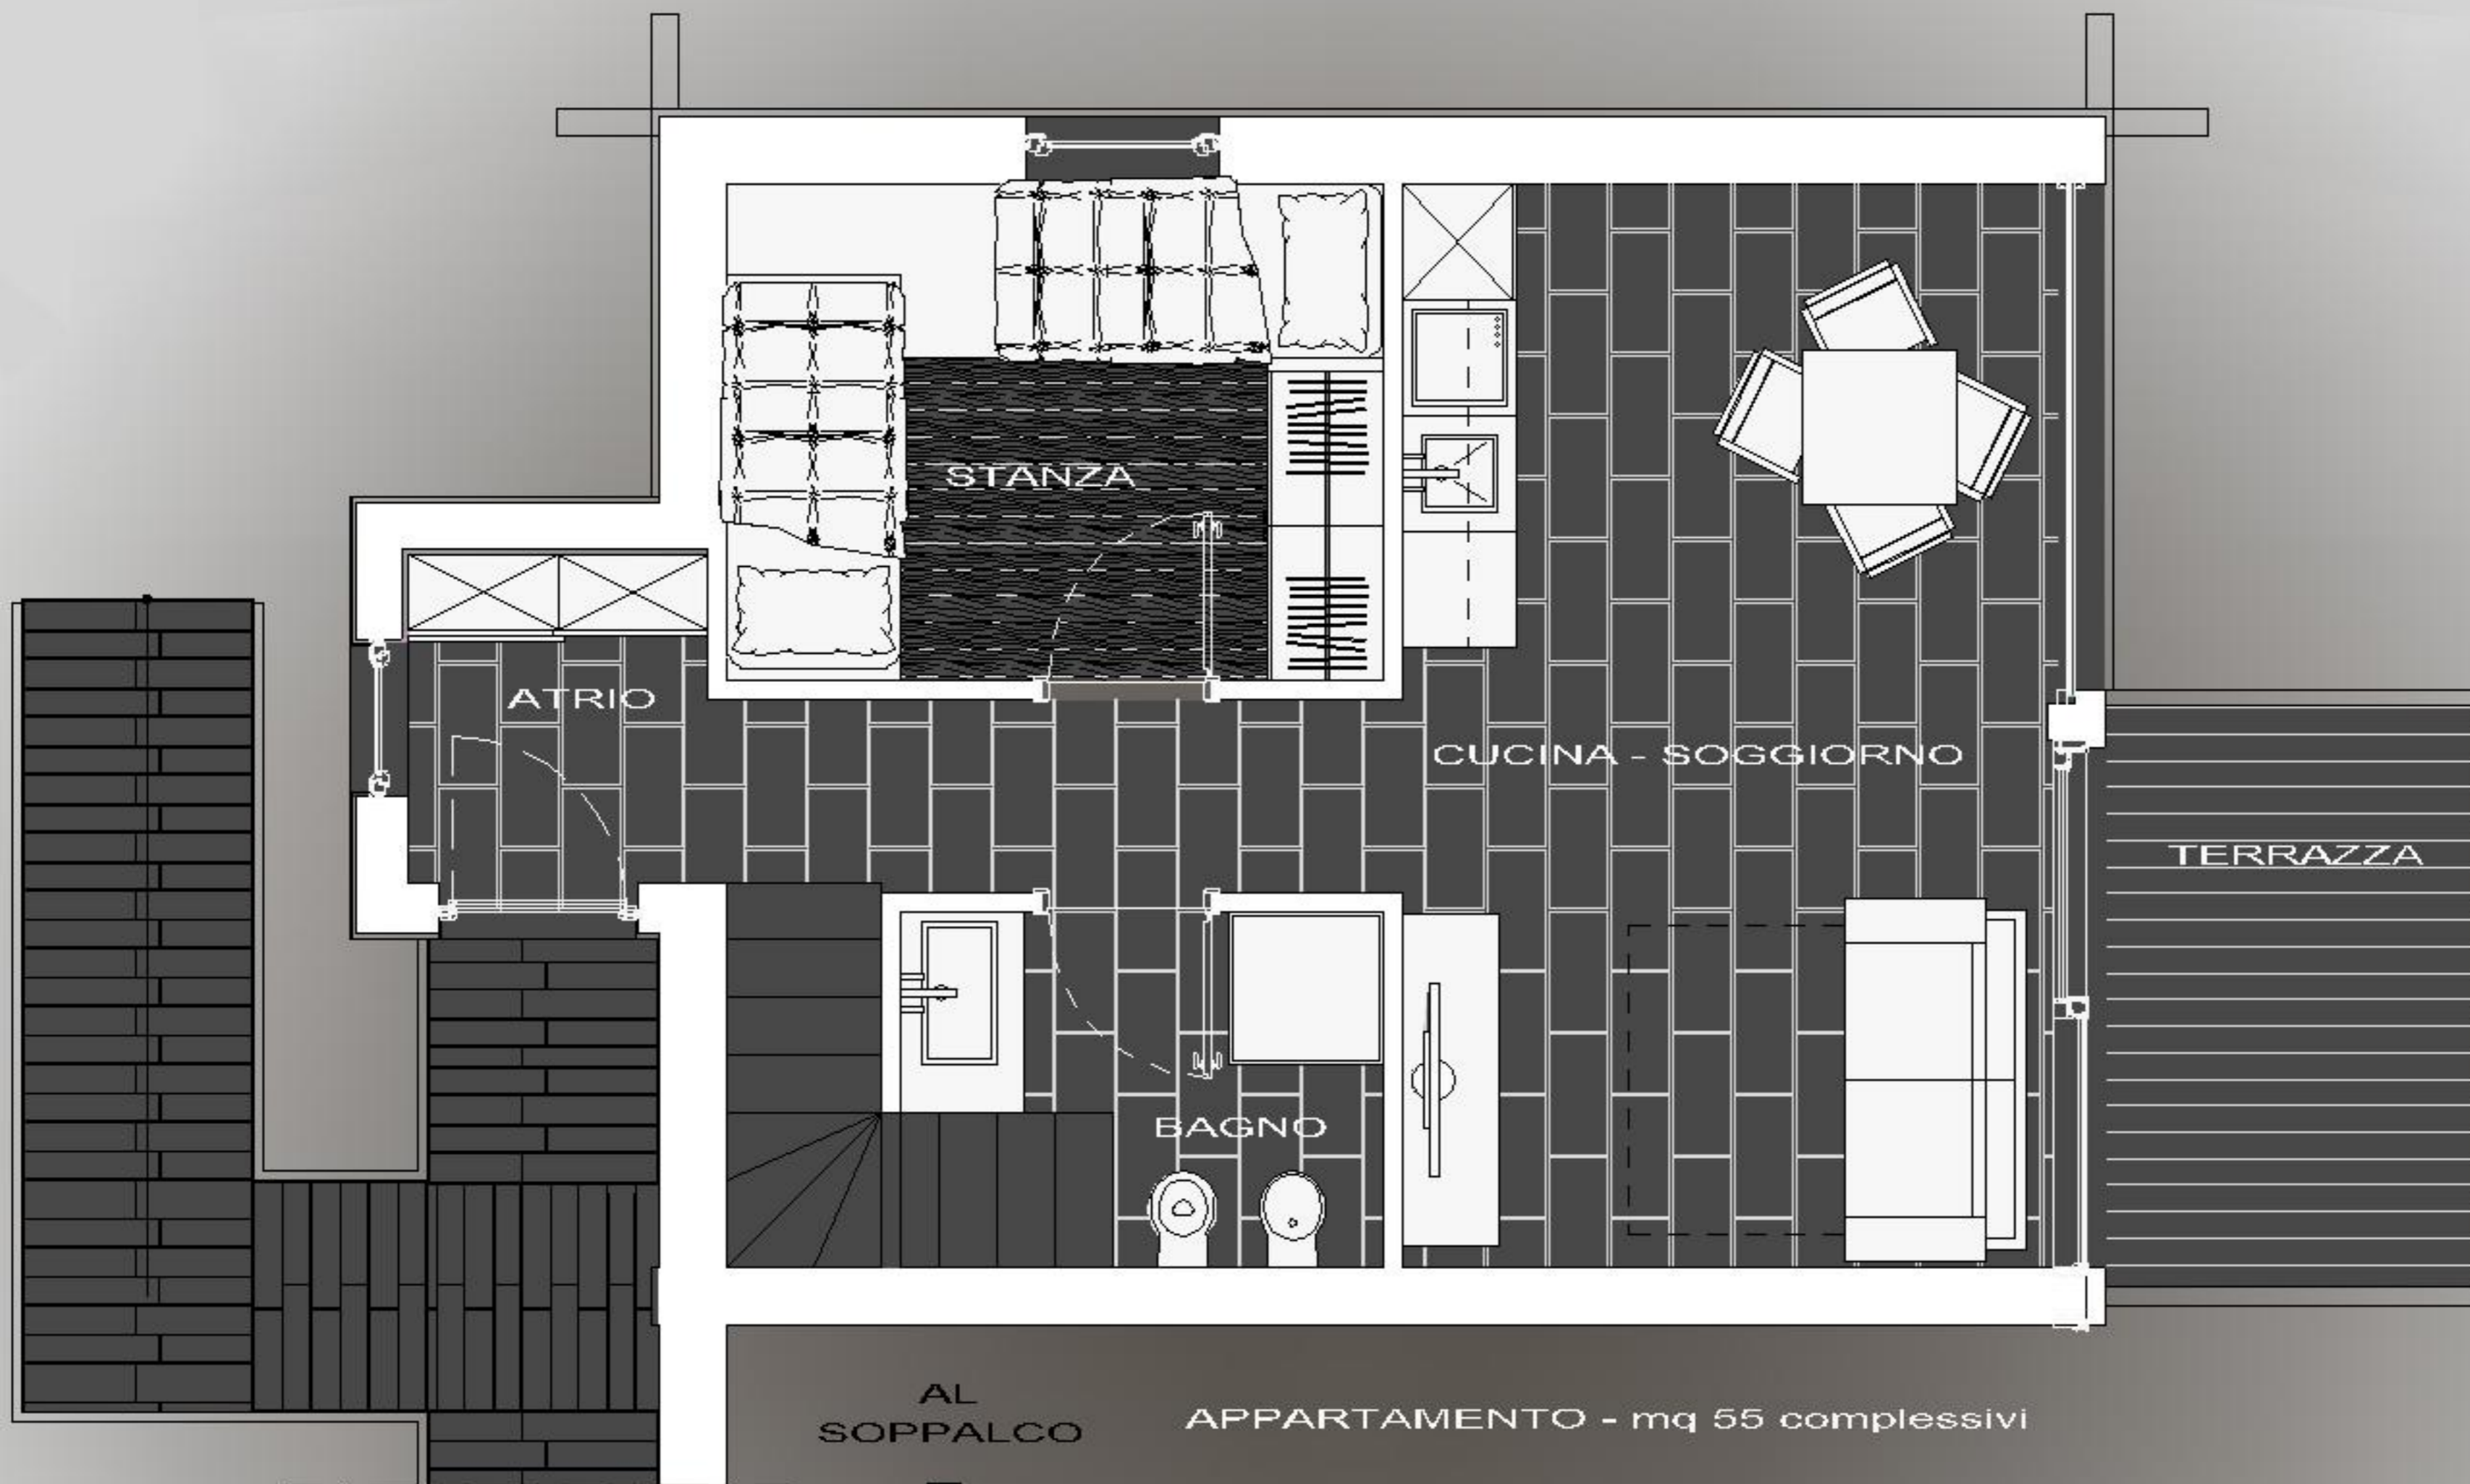 STANZA
ATRIO
CUCINA - SOGGIORNO
TERRAZZA
BAGNO
AL
SOPPALCO
APPARTAMENTO - mq 55 complessivi